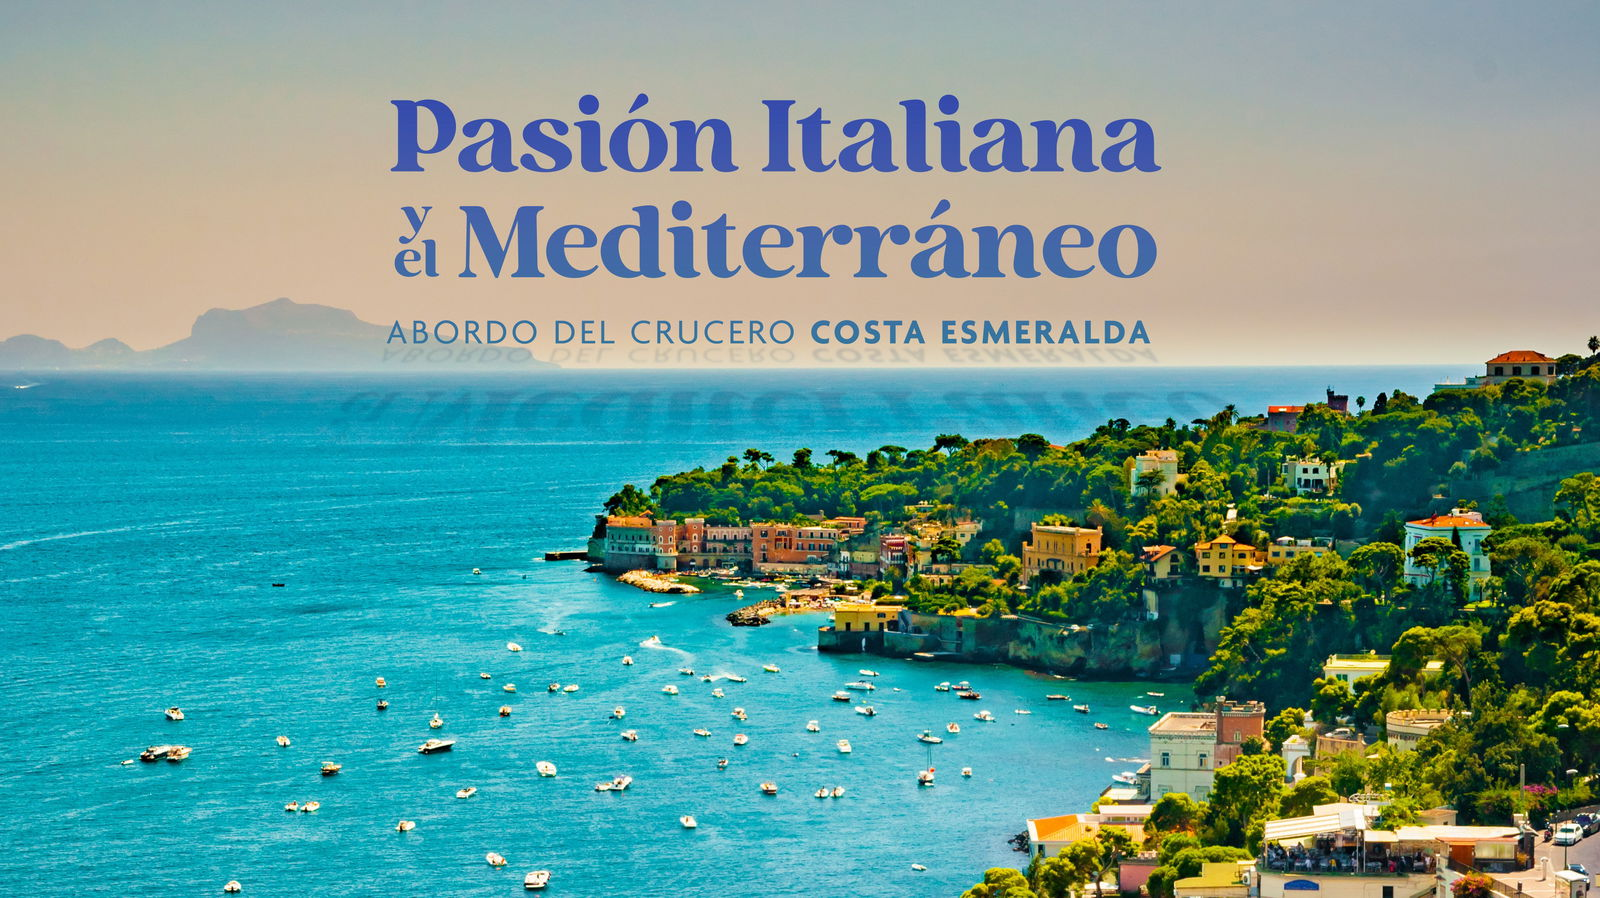 Pasión Italiana
y el Mediterráneo
ABORDO DEL CRUCERO COSTA ESMERALDA